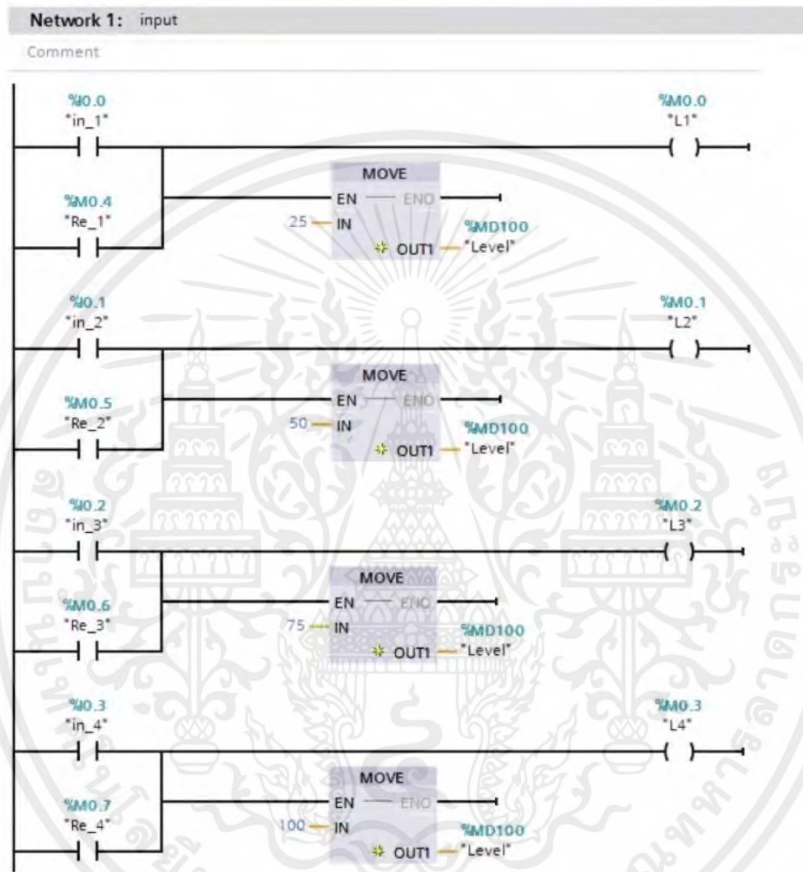 Network 1: input
Comment
%I0.0
"in_1"
%M0.0
"L1"
MOVE
EN
ENO
%M0.4
"Re_1"
25
IN
%MD100
OUT1
"Level"
%I0.1
"in_2"
%M0.1
"L2"
MOVE
EN
ENO
%M0.5
"Re_2"
50
IN
%MD100
OUT1
"Level"
%I0.2
"in_3"
%M0.2
"L3"
MOVE
EN
ENO
%M0.6
"Re_3"
75
IN
%MD100
OUT1
"Level"
%I0.3
"in_4"
%M0.3
"L4"
MOVE
EN
ENO
%M0.7
"Re_4"
100
IN
%MD100
OUT1
"Level"